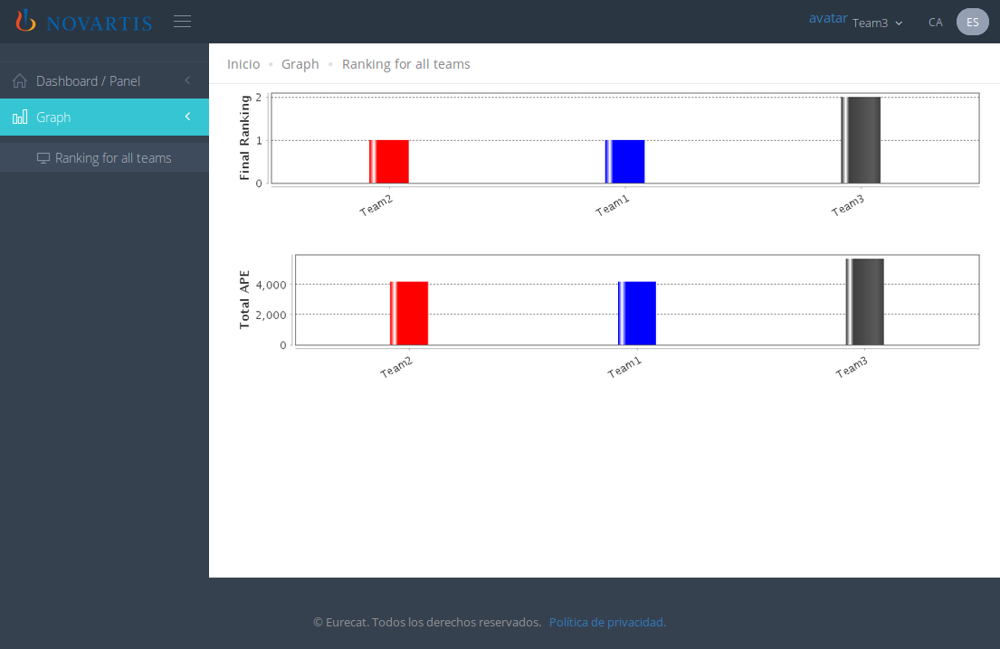 NOVARTIS
avatar Team3 CA ES
Inicio Graph Ranking for all teams
Dashboard / Panel
Graph
Ranking for all teams
Final Ranking
2
1
0
Team2 Team1 Team3
Total APE
4,000
2,000
0
Team2 Team1 Team3
© Eurecat. Todos los derechos reservados. Política de privacidad.